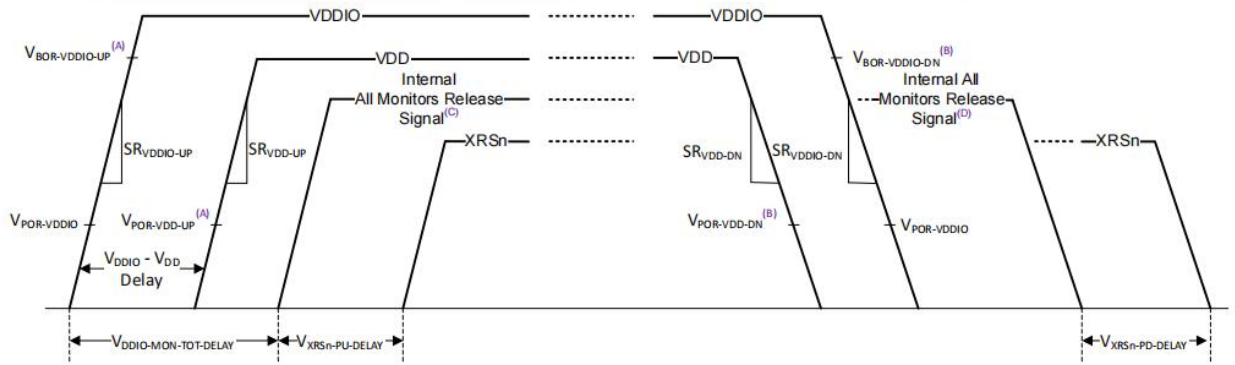 VDDIO
VDDIO
V_BOR-VDDIO-UP^(A)
VDD
VDD
V_BOR-VDDIO-DN^(B)
Internal
All Monitors Release
Signal^(C)
Internal All
Monitors Release
Signal^(D)
XRSn
XRSn
SR_VDDIO-UP
SR_VDD-UP
SR_VDD-DN
SR_VDDIO-DN
V_POR-VDDIO
V_POR-VDD-UP^(A)
V_POR-VDD-DN^(B)
V_POR-VDDIO
V_DDIO - V_DD
Delay
V_DDIO-MON-TOT-DELAY
V_XRSn-PU-DELAY
V_XRSn-PD-DELAY